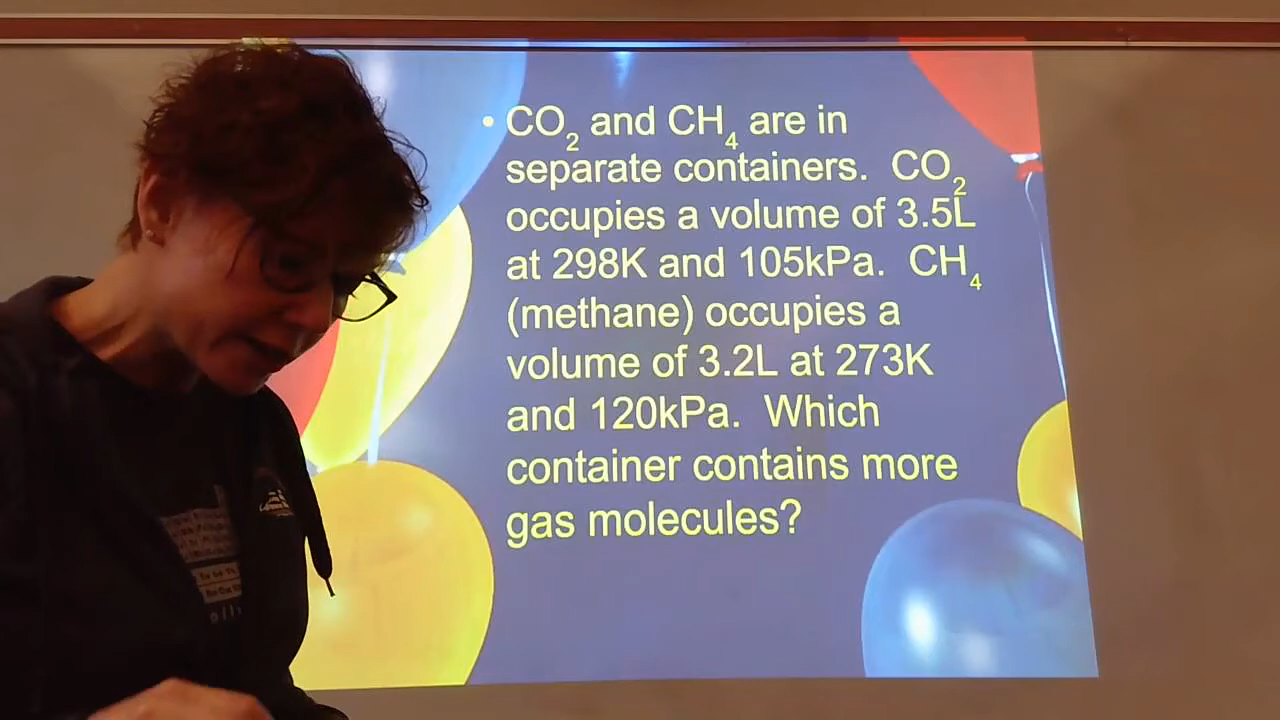 • CO₂ and CH₄ are in
separate containers. CO₂
occupies a volume of 3.5L
at 298K and 105kPa. CH₄
(methane) occupies a
volume of 3.2L at 273K
and 120kPa. Which
container contains more
gas molecules?